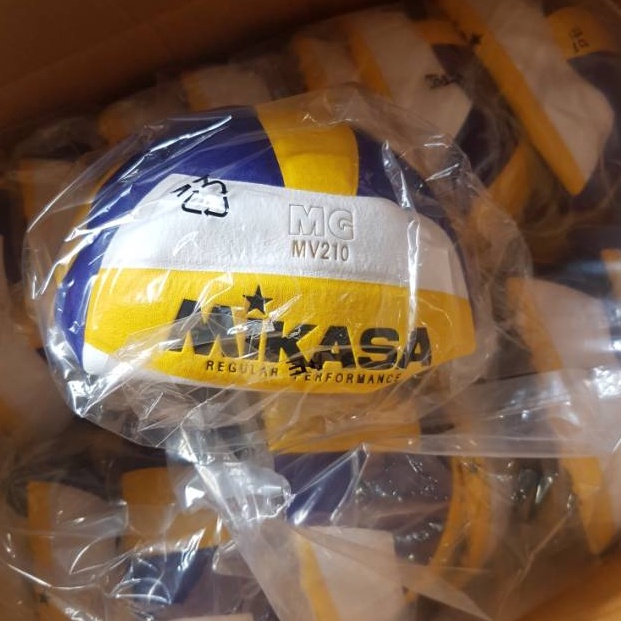 MG
MV210
MiKASA
REGULAR PERFORMANCE